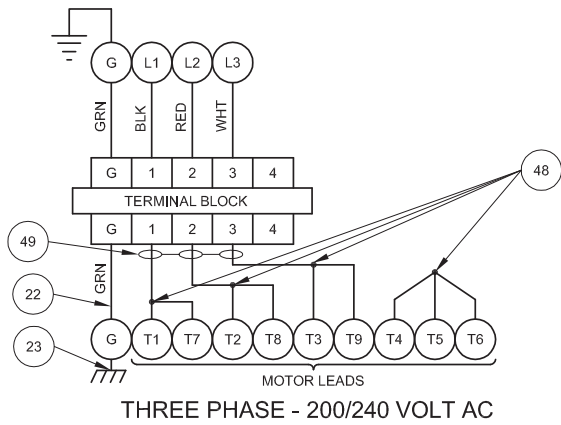 G L1 L2 L3
GRN BLK RED WHT
G 1 2 3 4
TERMINAL BLOCK
G 1 2 3 4
48
49
GRN
22
23
G T1 T7 T2 T8 T3 T9 T4 T5 T6
MOTOR LEADS
THREE PHASE - 200/240 VOLT AC